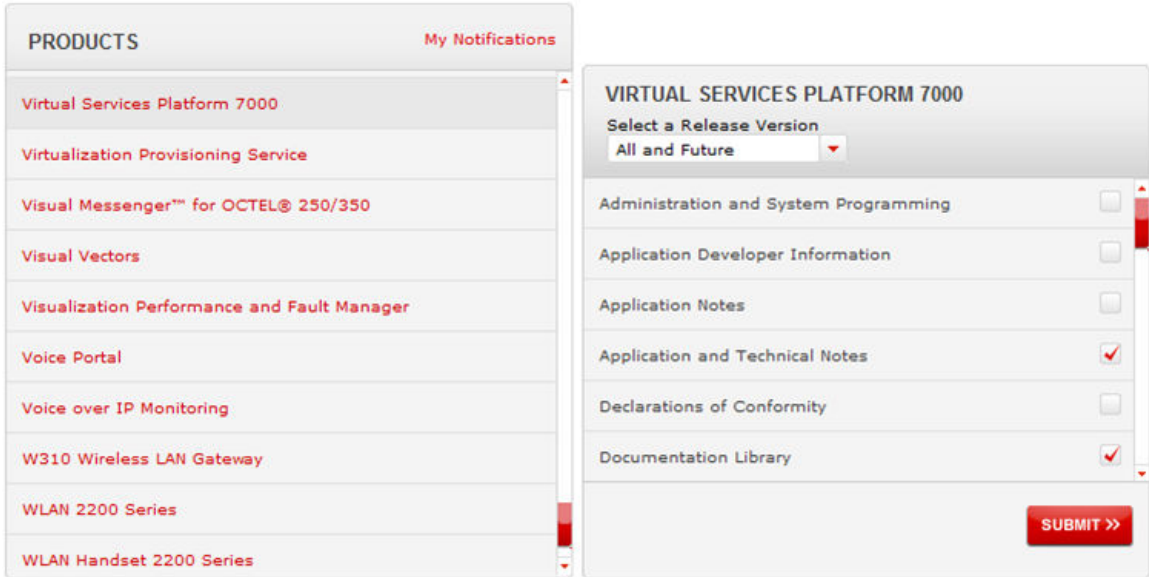 PRODUCTS
My Notifications
Virtual Services Platform 7000
Virtualization Provisioning Service
Visual Messenger™ for OCTEL® 250/350
Visual Vectors
Visualization Performance and Fault Manager
Voice Portal
Voice over IP Monitoring
W310 Wireless LAN Gateway
WLAN 2200 Series
WLAN Handset 2200 Series
VIRTUAL SERVICES PLATFORM 7000
Select a Release Version
All and Future
Administration and System Programming
Application Developer Information
Application Notes
Application and Technical Notes
Declarations of Conformity
Documentation Library
SUBMIT >>